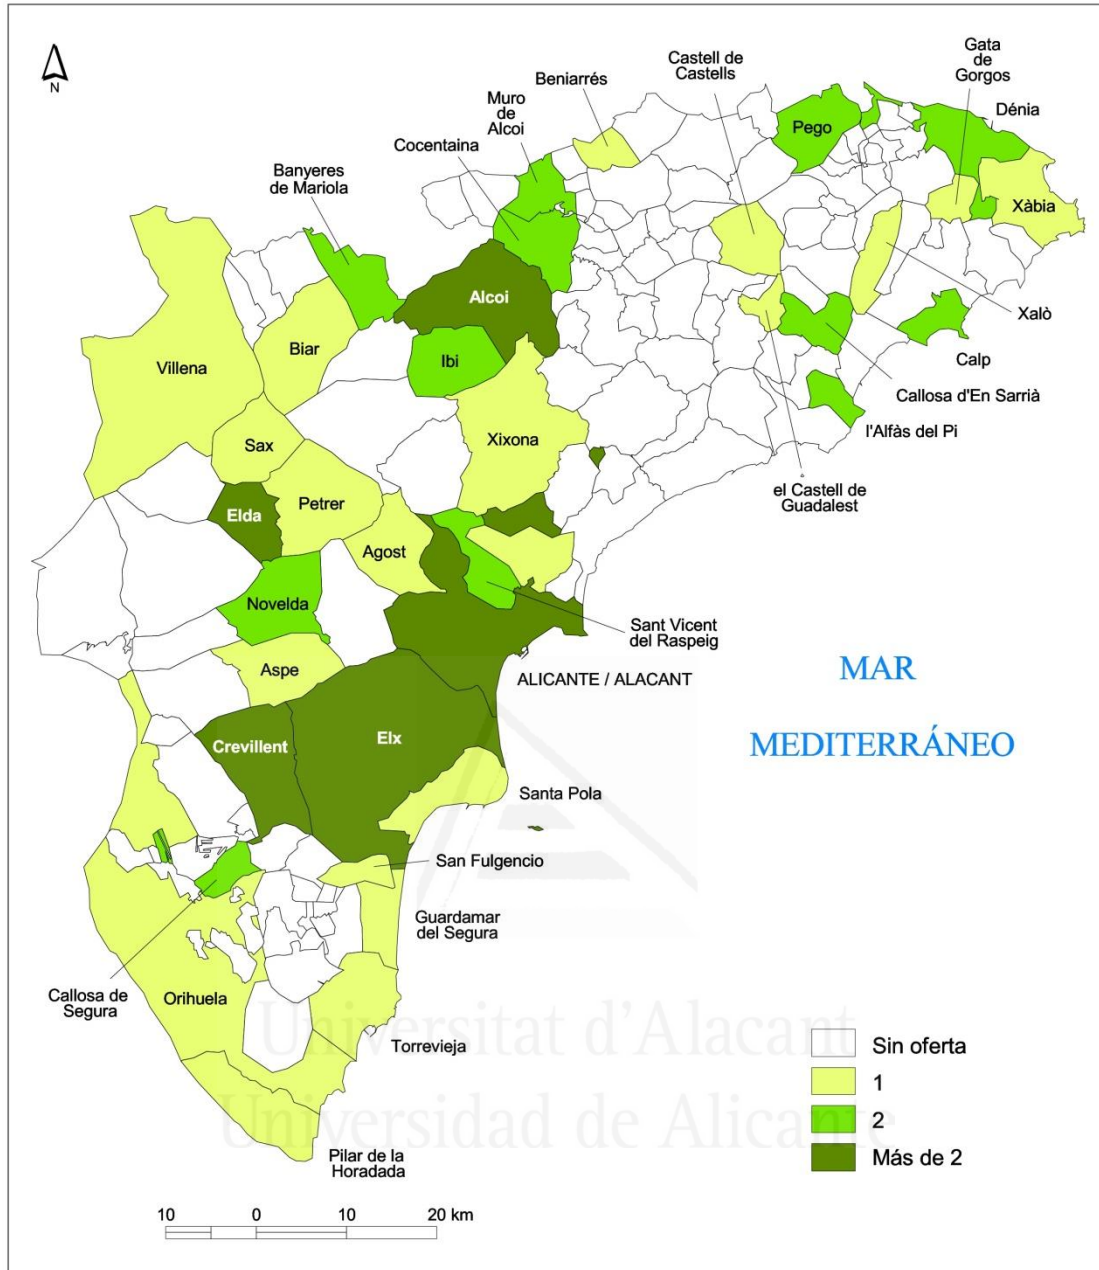 N
Castell de
Castells
Gata
de
Gorgos
Beniarrés
Muro
de
Alcoi
Dénia
Pego
Cocentaina
Banyeres
de Mariola
Xàbia
Alcoi
Xalò
Biar
Ibi
Villena
Calp
Callosa d'En Sarrià
l'Alfàs del Pi
Sax
Xixona
el Castell de
Guadalest
Petrer
Elda
Agost
Novelda
Sant Vicent
del Raspeig
Aspe
ALICANTE / ALACANT
MAR
MEDITERRÁNEO
Crevillent
Elx
Santa Pola
San Fulgencio
Guardamar
del Segura
Callosa de
Segura
Orihuela
Torrevieja
Pilar de la
Horadada
Sin oferta
1
2
Más de 2
10 0 10 20 km
Universitat d'Alacant
Universidad de Alicante